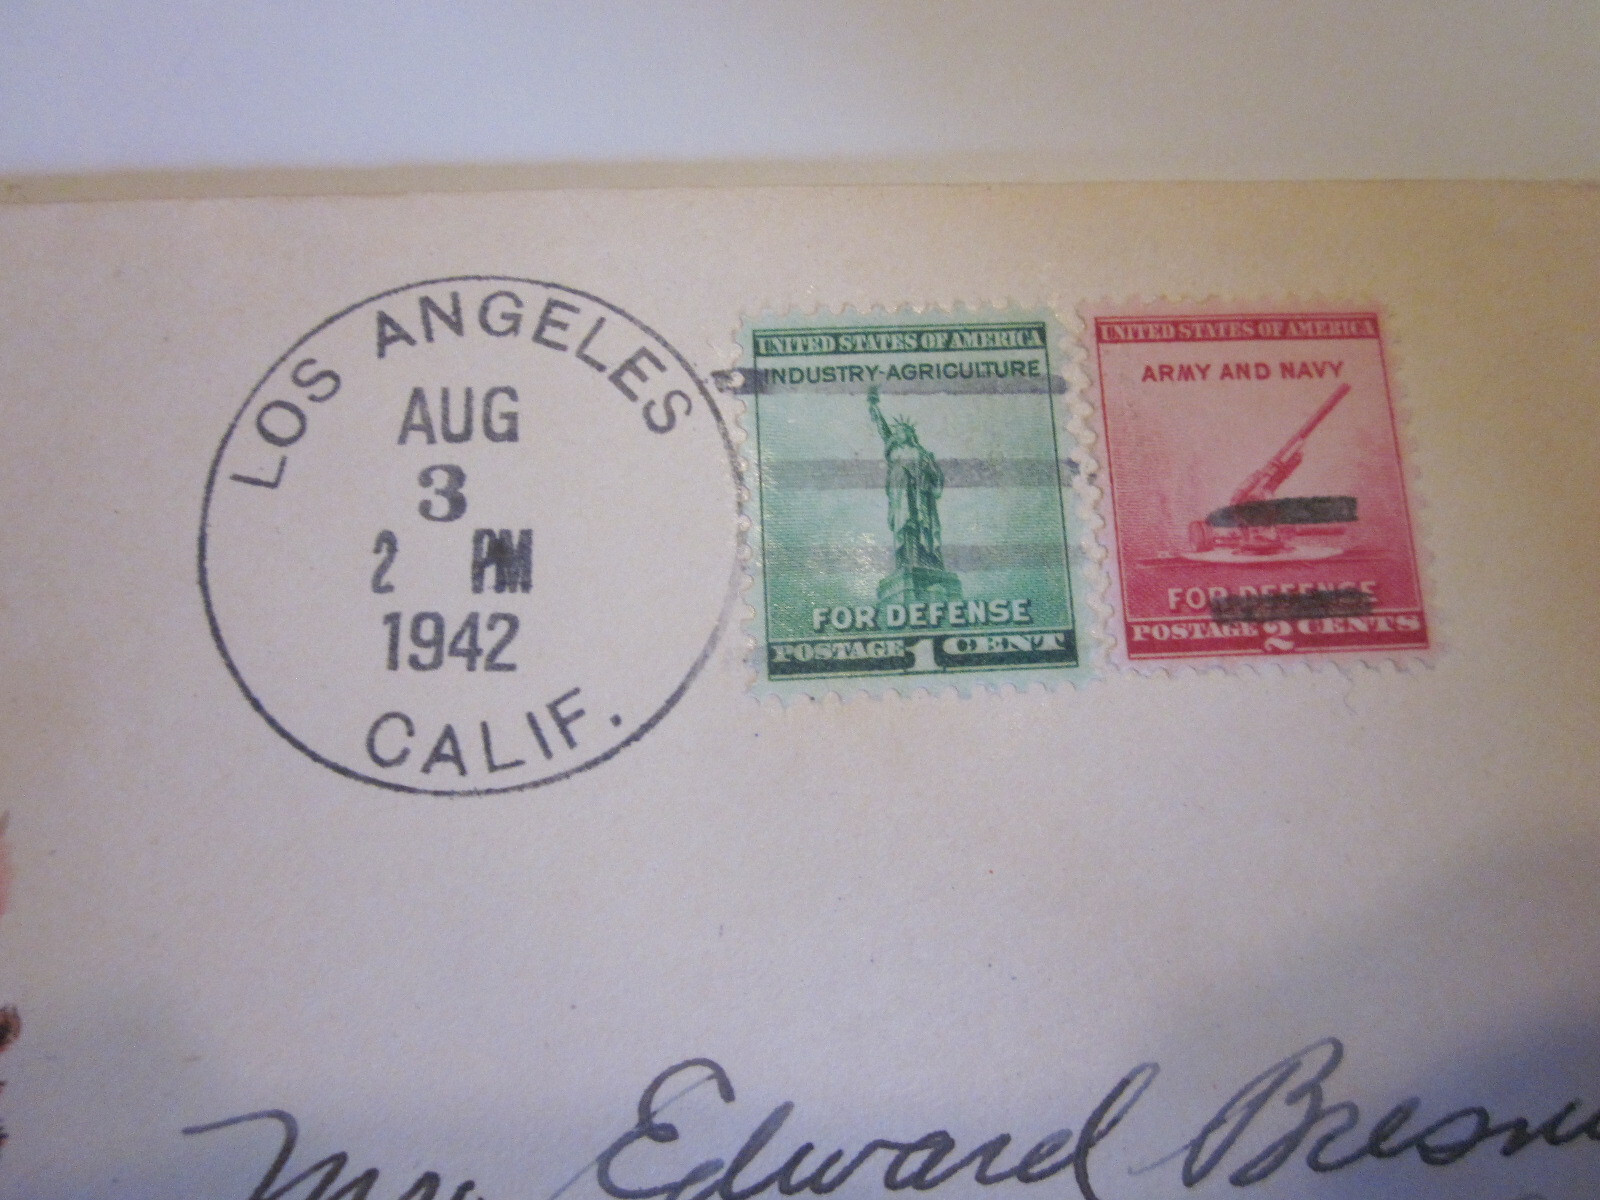 LOS ANGELES
AUG
3
2 PM
1942
CALIF.
UNITED STATES OF AMERICA
INDUSTRY-AGRICULTURE
FOR DEFENSE
POSTAGE 1 CENT
UNITED STATES OF AMERICA
ARMY AND NAVY
FOR DEFENSE
POSTAGE 2 CENTS
Mr. Edward